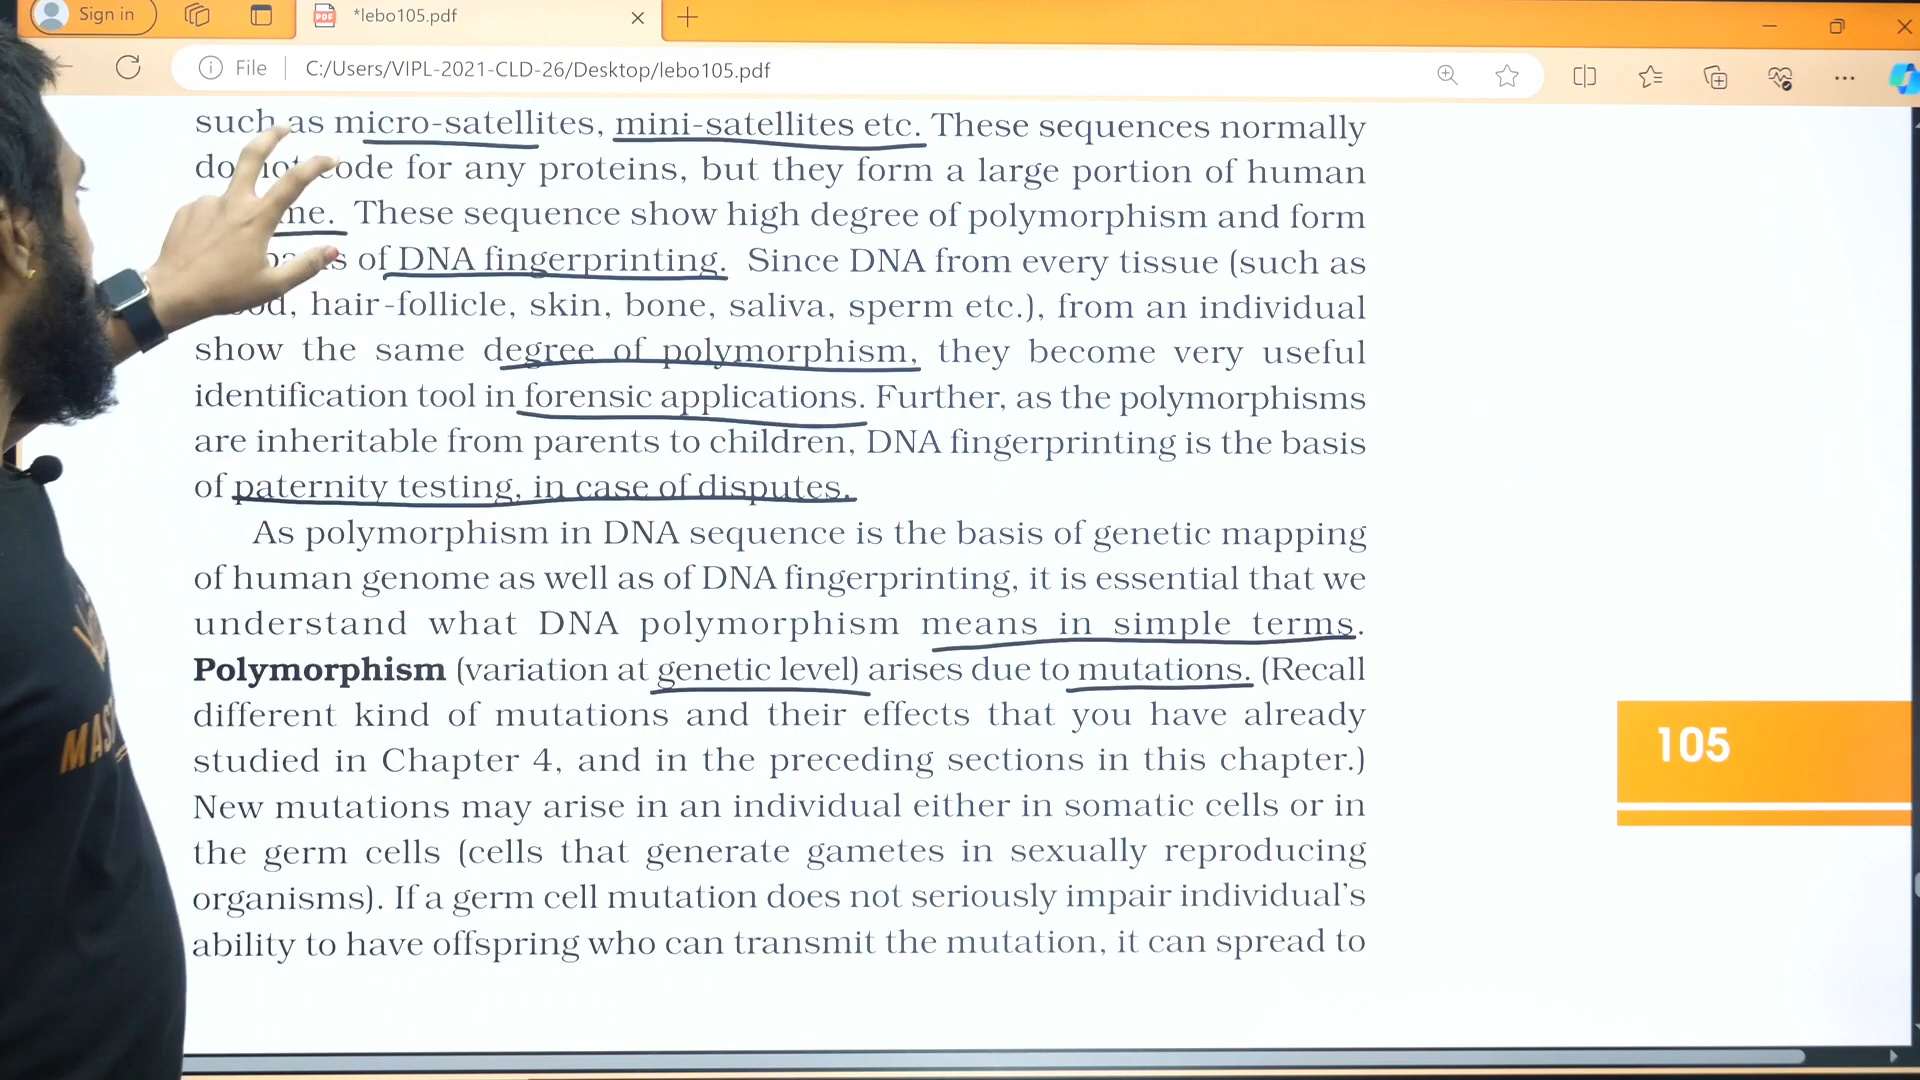 Sign in
*lebo105.pdf
File
C:/Users/VIPL-2021-CLD-26/Desktop/lebo105.pdf
such as micro-satellites, mini-satellites etc. These sequences normally
do not code for any proteins, but they form a large portion of human
These sequence show high degree of polymorphism and form
of DNA fingerprinting. Since DNA from every tissue (such as
hair-follicle, skin, bone, saliva, sperm etc.), from an individual
show the same degree of polymorphism, they become very useful
identification tool in forensic applications. Further, as the polymorphisms
are inheritable from parents to children, DNA fingerprinting is the basis
of paternity testing, in case of disputes.
As polymorphism in DNA sequence is the basis of genetic mapping
of human genome as well as of DNA fingerprinting, it is essential that we
understand what DNA polymorphism means in simple terms.
Polymorphism (variation at genetic level) arises due to mutations. (Recall
different kind of mutations and their effects that you have already
studied in Chapter 4, and in the preceding sections in this chapter.)
New mutations may arise in an individual either in somatic cells or in
the germ cells (cells that generate gametes in sexually reproducing
organisms). If a germ cell mutation does not seriously impair individual's
ability to have offspring who can transmit the mutation, it can spread to
105